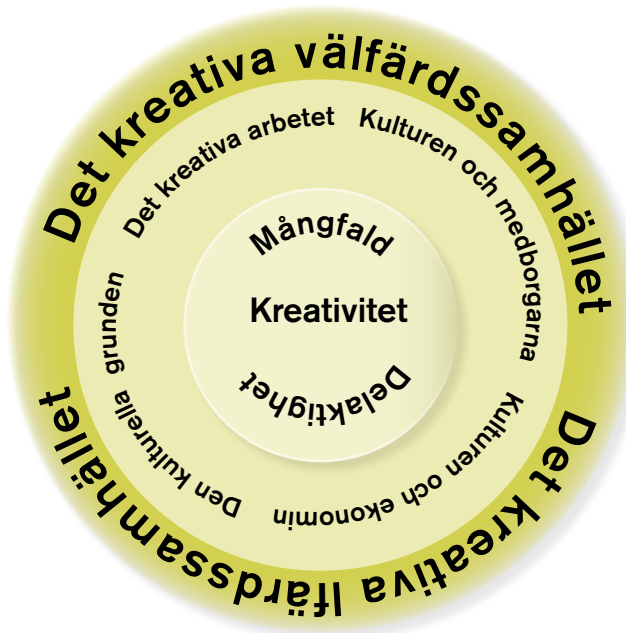 Det kreativa välfärdssamhället
Det kreativa lfärdssamhället
Det kreativa arbetet
Kulturen och medborgarna
Kulturen och ekonomin
Den kulturella grunden
Mångfald
Kreativitet
Delaktighet